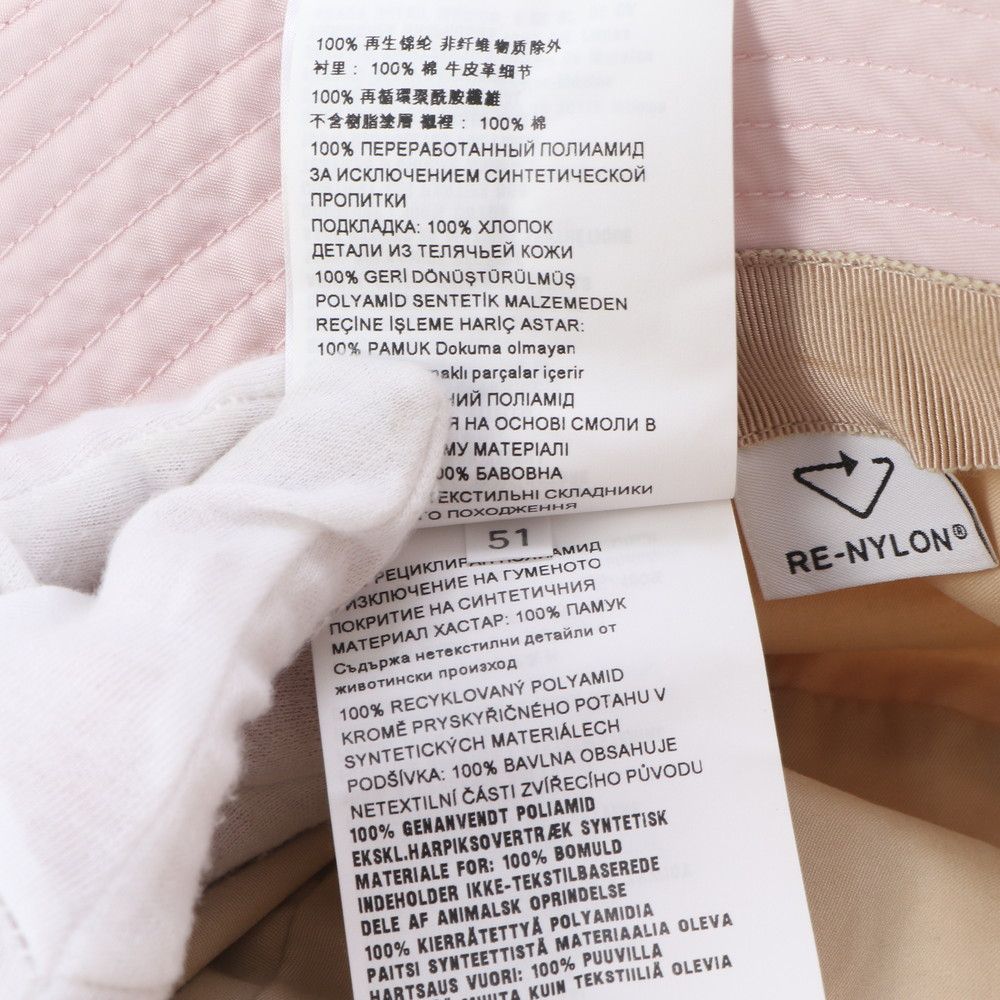 100% 再生锦纶 非纤维物质除外
衬里： 100% 棉 牛皮革细节
100% 再循環聚酰胺纖維
不含樹脂塗層 襯裡： 100% 棉
100% ПЕРЕРАБОТАННЫЙ ПОЛИАМИД
ЗА ИСКЛЮЧЕНИЕМ СИНТЕТИЧЕСКОЙ
ПРОПИТКИ
ПОДКЛАДКА: 100% ХЛОПОК
ДЕТАЛИ ИЗ ТЕЛЯЧЬЕЙ КОЖИ
100% GERİ DÖNÜŞTÜRÜLMÜŞ
POLYAMİD SENTETİK MALZEMEDEN
REÇİNE İŞLEME HARİÇ ASTAR:
100% PAMUK Dokuma olmayan
parçalar içerir
ПОЛІАМІД
НА ОСНОВІ СМОЛИ В
МАТЕРІАЛІ
БАВОВНА
СКЛАДНИКИ
ПОХОДЖЕННЯ
51
ИЗКЛЮЧЕНИЕ НА ГУМЕНОТО
ПОКРИТИЕ НА СИНТЕТИЧНИЯ
МАТЕРИАЛ ХАСТАР: 100% ПАМУК
Съдържа нетекстилни детайли от
животински произход
100% RECYKLOVANÝ POLYAMID
KROMĚ PRYSKYŘIČNÉHO POTAHU V
SYNTETICKÝCH MATERIÁLECH
PODŠÍVKA: 100% BAVLNA OBSAHUJE
NETEXTILNÍ ČÁSTI ZVÍŘECÍHO PŮVODU
100% GENANVENDT POLIAMID
EKSKL.HARPIKSOVERTRÆK SYNTETISK
MATERIALE FOR: 100% BOMULD
INDEHOLDER IKKE-TEKSTILBASEREDE
DELE AF ANIMALSK OPRINDELSE
100% KIERRÄTETTYÄ POLYAMIDIA
PAITSI SYNTEETTISTÄ MATERIAALIA OLEVA
HARTSAUS VUORI: 100% PUUVILLA
MUUTA KUIN TEKSTIILIÄ OLEVIA
RE-NYLON®